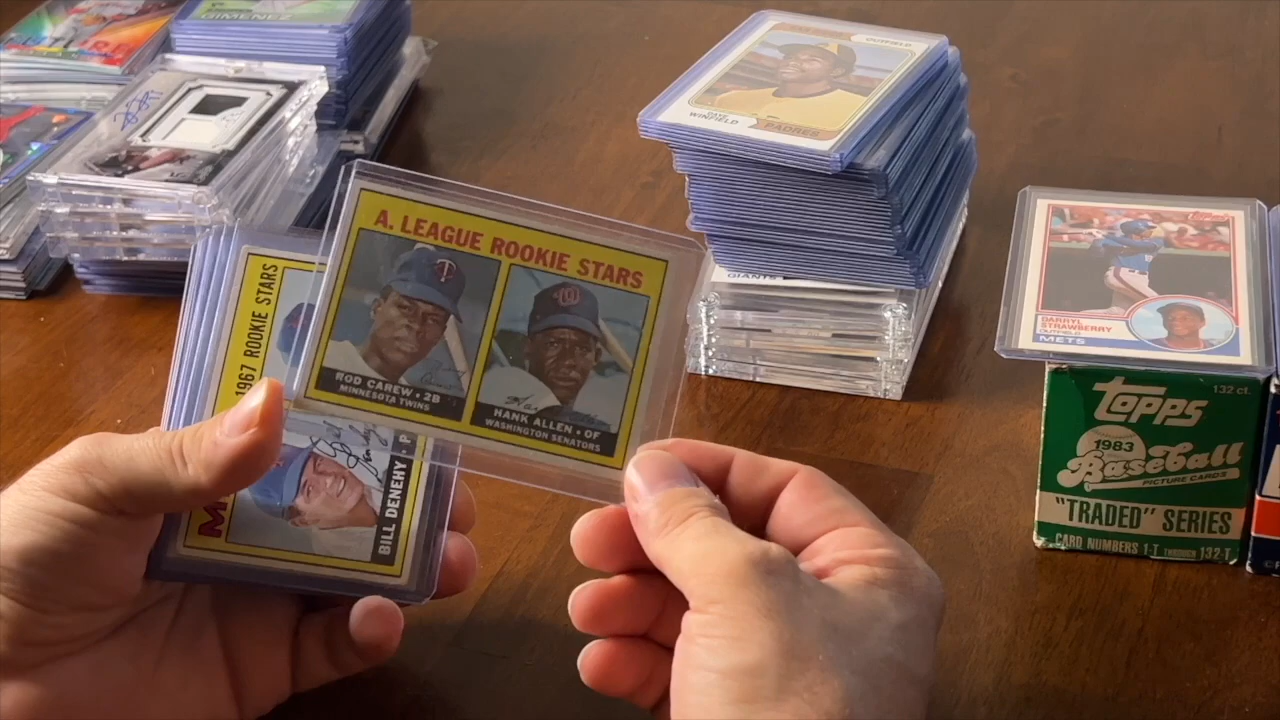 GIMENEZ
OUTFIELD
DAVE
WINFIELD
PADRES
GIANTS
A. LEAGUE ROOKIE STARS
ROD CAREW • 2B
MINNESOTA TWINS
HANK ALLEN • OF
WASHINGTON SENATORS
1967 ROOKIE STARS
M
BILL DENEHY • P
DARRYL
STRAWBERRY
OUTFIELD
METS
132 ct.
TOPPS
1983
Baseball
PICTURE CARDS
"TRADED" SERIES
CARD NUMBERS 1-T THROUGH 132-T